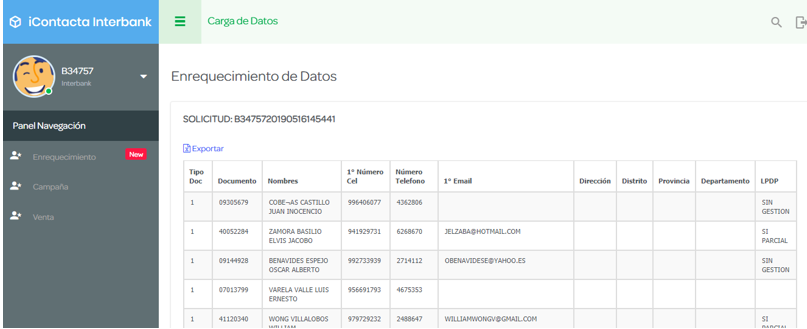 iContacta Interbank
Carga de Datos
B34757
Interbank
Enrequecimiento de Datos
Panel Navegación
SOLICITUD: B3475720190516145441
Enrequecimiento New
Exportar
Campaña
Venta
Tipo Doc Documento Nombres 1° Número Cel Número Telefono 1° Email Dirección Distrito Provincia Departamento LPDP
1 09305679 COBE¬AS CASTILLO JUAN INOCENCIO 996406077 4362806 SIN GESTION
1 40052284 ZAMORA BASILIO ELVIS JACOBO 941929731 6268670 JELZABA@HOTMAIL.COM SI PARCIAL
1 09144928 BENAVIDES ESPEJO OSCAR ALBERTO 992733939 2714112 OBENAVIDESE@YAHOO.ES SIN GESTION
1 07013799 VARELA VALLE LUIS ERNESTO 956691793 4675353
1 41120340 WONG VILLALOBOS WILLIAM 979729232 2488647 WILLIAMWONGV@GMAIL.COM SI PARCIAL